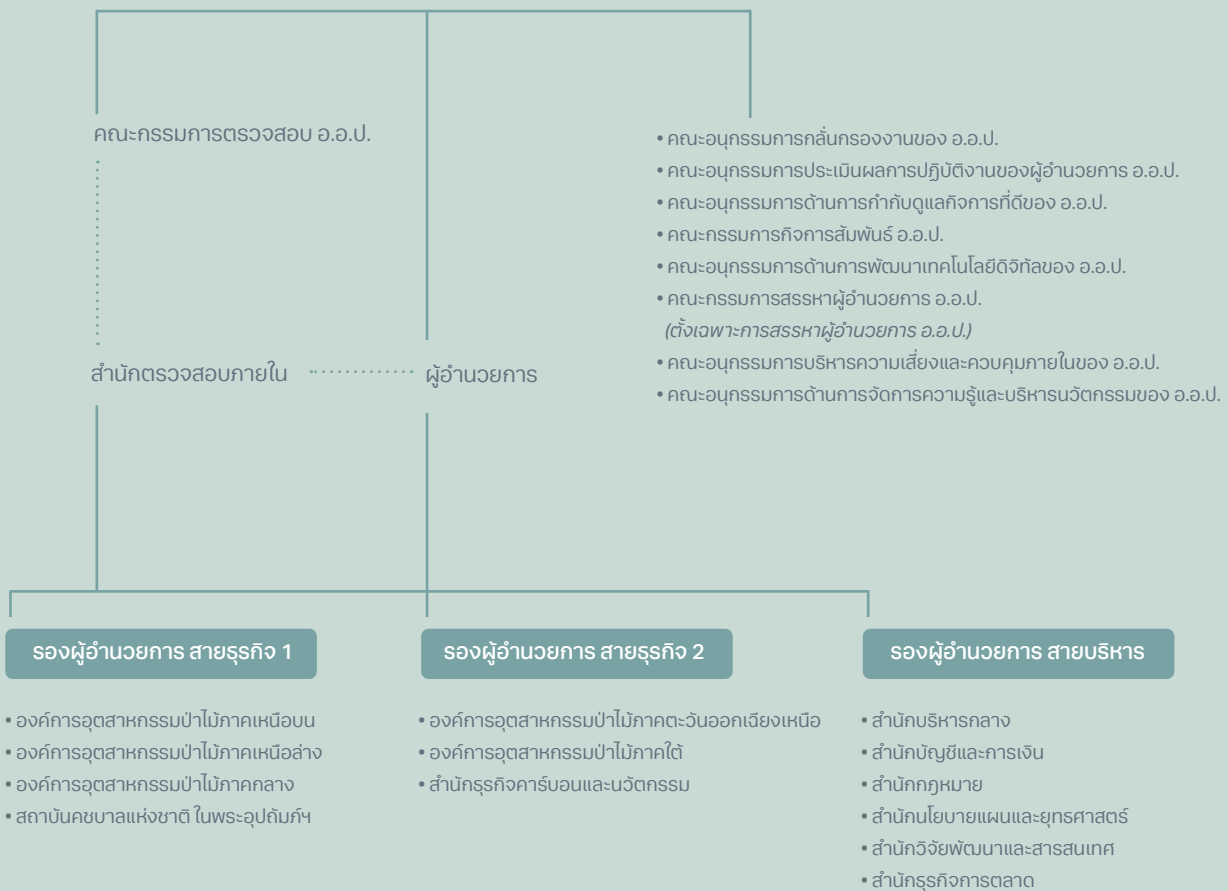 คณะกรรมการตรวจสอบ อ.อ.ป.
• คณะอนุกรรมการกลั่นกรองงานของ อ.อ.ป.
• คณะอนุกรรมการประเมินผลการปฏิบัติงานของผู้อำนวยการ อ.อ.ป.
• คณะอนุกรรมการด้านการกำกับดูแลกิจการที่ดีของ อ.อ.ป.
• คณะกรรมการกิจการสัมพันธ์ อ.อ.ป.
• คณะอนุกรรมการด้านการพัฒนาเทคโนโลยีดิจิทัลของ อ.อ.ป.
• คณะกรรมการสรรหาผู้อำนวยการ อ.อ.ป.
(ตั้งเฉพาะการสรรหาผู้อำนวยการ อ.อ.ป.)
• คณะอนุกรรมการบริหารความเสี่ยงและควบคุมภายในของ อ.อ.ป.
• คณะอนุกรรมการด้านการจัดการความรู้และบริหารนวัตกรรมของ อ.อ.ป.
สำนักตรวจสอบภายใน
ผู้อำนวยการ
รองผู้อำนวยการ สายธุรกิจ 1
• องค์การอุตสาหกรรมป่าไม้ภาคเหนือบน
• องค์การอุตสาหกรรมป่าไม้ภาคเหนือล่าง
• องค์การอุตสาหกรรมป่าไม้ภาคกลาง
• สถาบันคชบาลแห่งชาติ ในพระอุปถัมภ์ฯ
รองผู้อำนวยการ สายธุรกิจ 2
• องค์การอุตสาหกรรมป่าไม้ภาคตะวันออกเฉียงเหนือ
• องค์การอุตสาหกรรมป่าไม้ภาคใต้
• สำนักธุรกิจคาร์บอนและนวัตกรรม
รองผู้อำนวยการ สายบริหาร
• สำนักบริหารกลาง
• สำนักบัญชีและการเงิน
• สำนักกฎหมาย
• สำนักนโยบายแผนและยุทธศาสตร์
• สำนักวิจัยพัฒนาและสารสนเทศ
• สำนักธุรกิจการตลาด